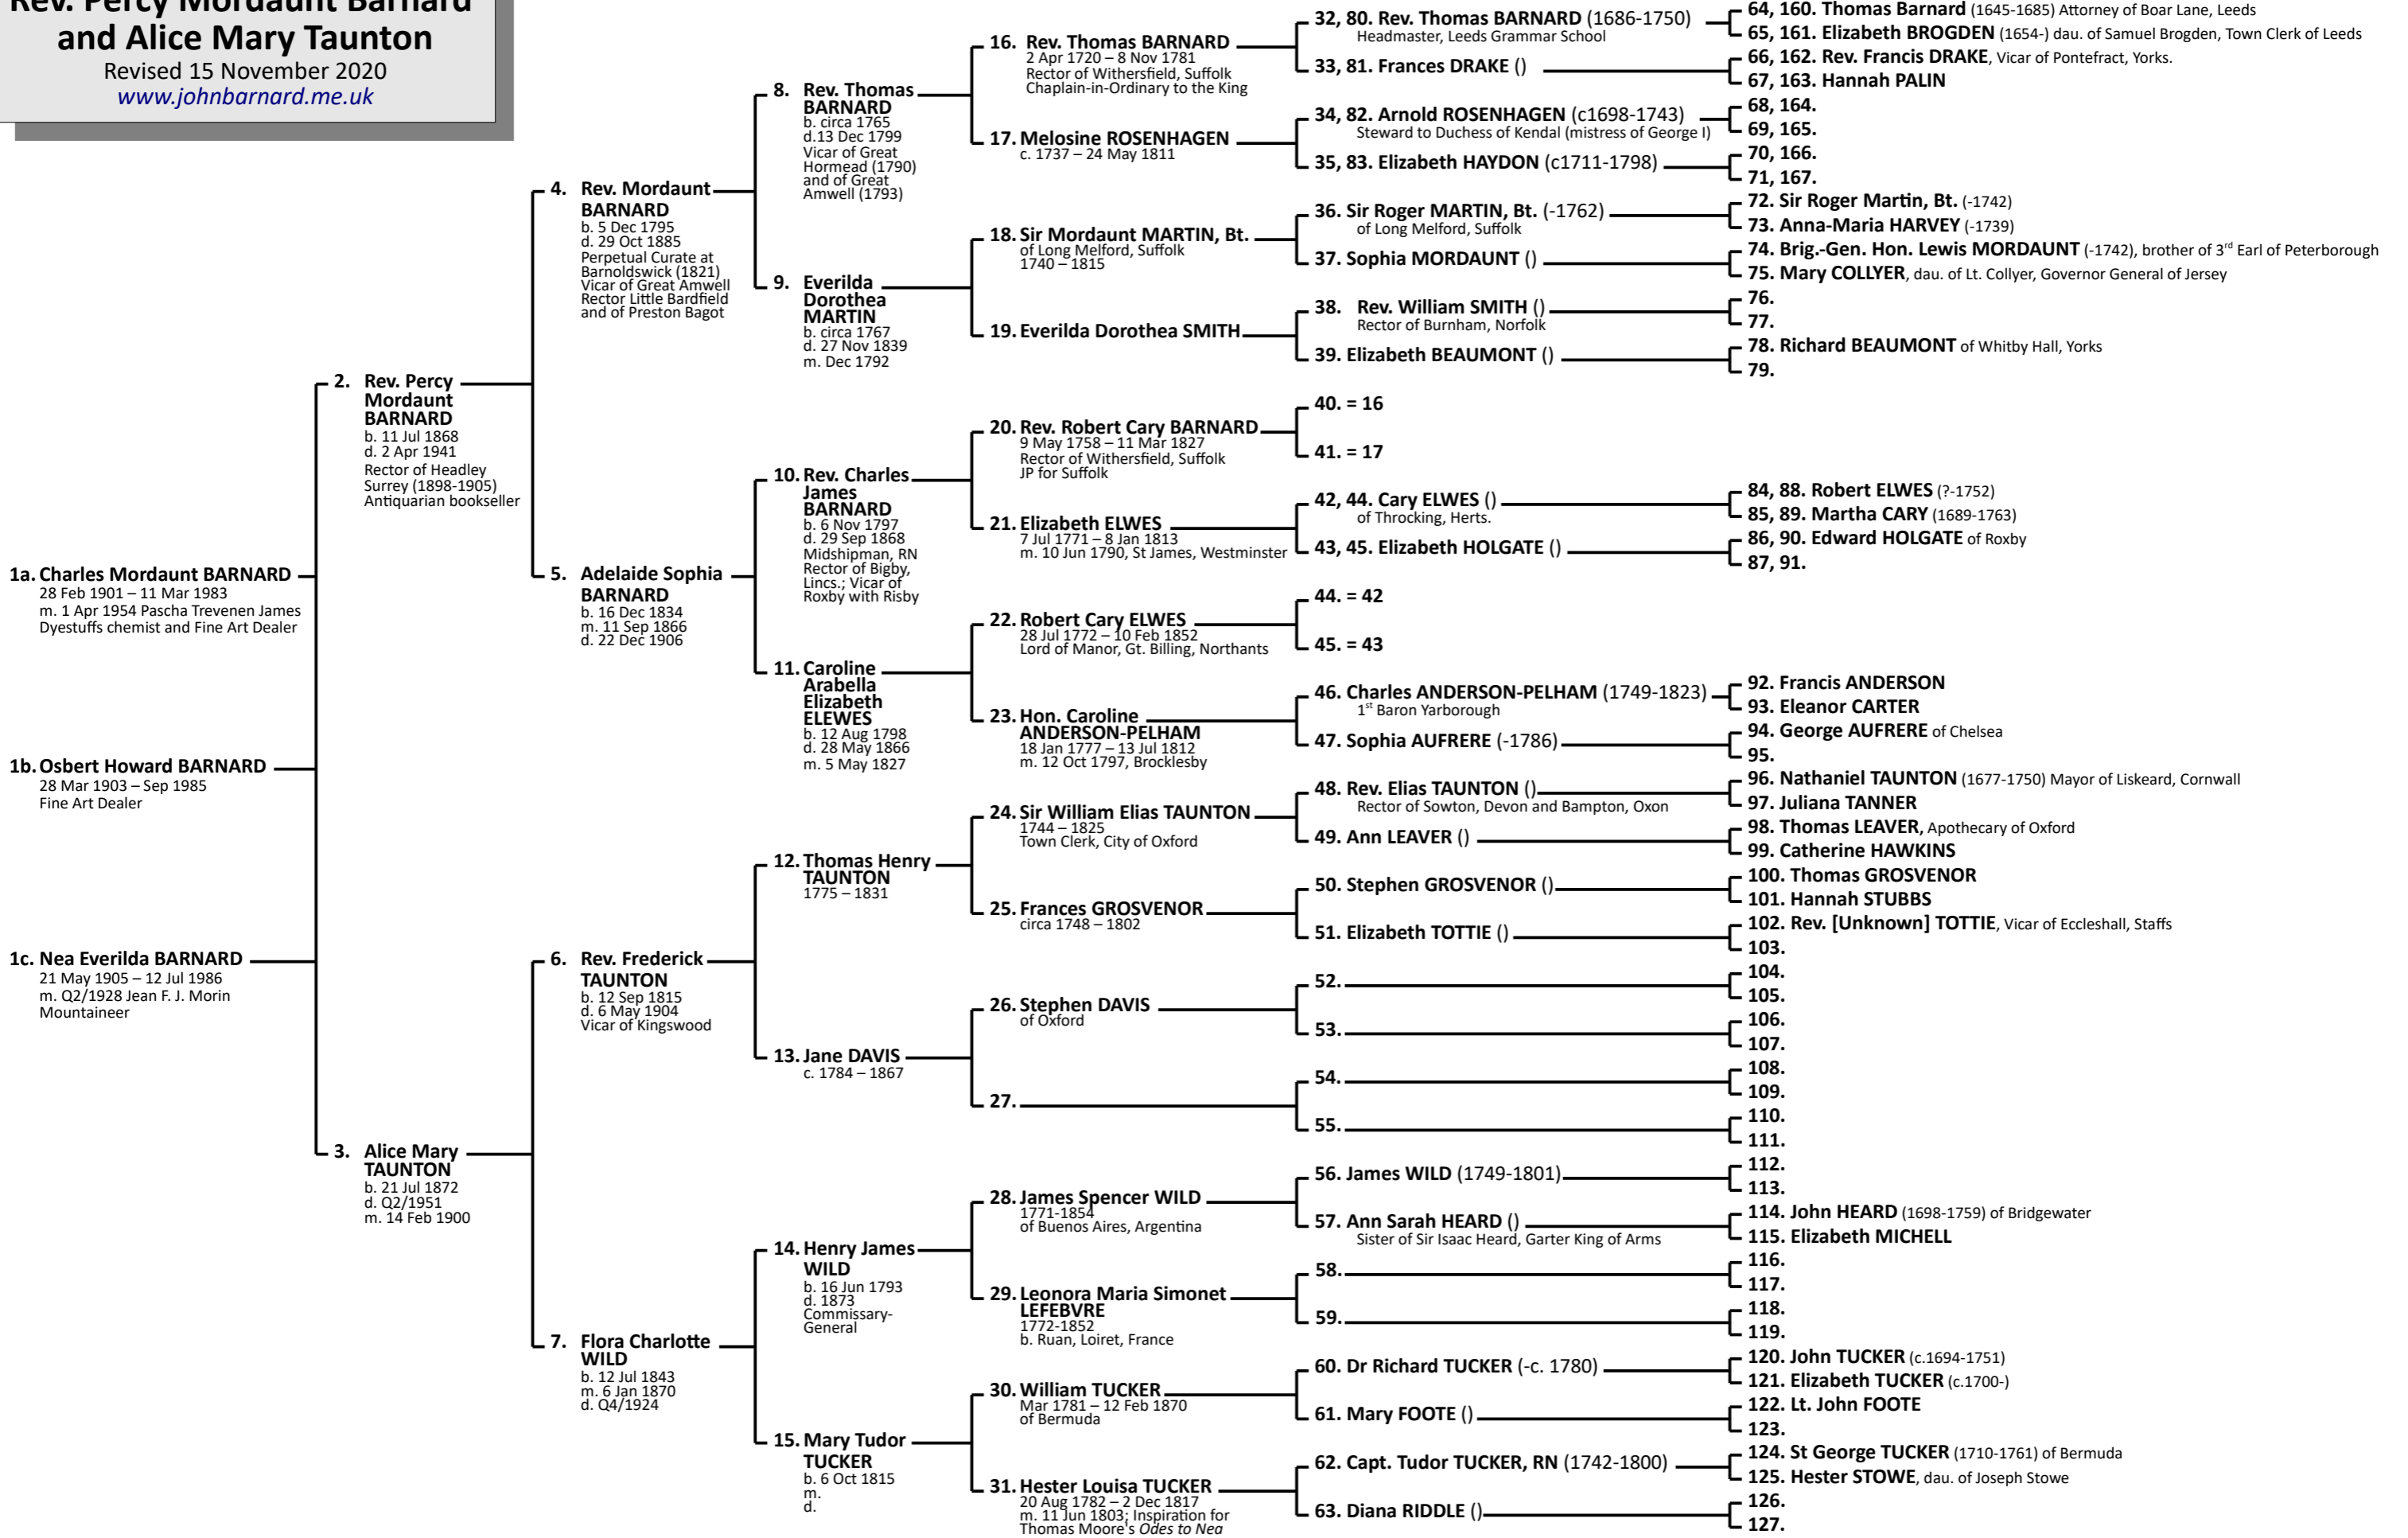 Rev. Percy Mordaunt Barnard
and Alice Mary Taunton
Revised 15 November 2020
www.johnbarnard.me.uk
1a. Charles Mordaunt BARNARD
28 Feb 1901 – 11 Mar 1983
m. 1 Apr 1954 Pascha Trevenen James
Dyestuffs chemist and Fine Art Dealer
1b. Osbert Howard BARNARD
28 Mar 1903 – Sep 1985
Fine Art Dealer
1c. Nea Everilda BARNARD
21 May 1905 – 12 Jul 1986
m. Q2/1928 Jean F. J. Morin
Mountaineer
2. Rev. Percy
Mordaunt
BARNARD
b. 11 Jul 1868
d. 2 Apr 1941
Rector of Headley
Surrey (1898-1905)
Antiquarian bookseller
3. Alice Mary
TAUNTON
b. 21 Jul 1872
d. Q2/1951
m. 14 Feb 1900
4. Rev. Mordaunt
BARNARD
b. 5 Dec 1795
d. 29 Oct 1885
Perpetual Curate at
Barnoldswick (1821)
Vicar of Great Amwell
Rector Little Bardfield
and of Preston Bagot
5. Adelaide Sophia
BARNARD
b. 16 Dec 1834
m. 11 Sep 1866
d. 22 Dec 1906
6. Rev. Frederick
TAUNTON
b. 12 Sep 1815
d. 6 May 1904
Vicar of Kingswood
7. Flora Charlotte
WILD
b. 12 Jul 1843
m. 6 Jan 1870
d. Q4/1924
8. Rev. Thomas
BARNARD
b. circa 1765
d.13 Dec 1799
Vicar of Great
Hormead (1790)
and of Great
Amwell (1793)
9. Everilda
Dorothea
MARTIN
b. circa 1767
d. 27 Nov 1839
m. Dec 1792
10. Rev. Charles
James
BARNARD
b. 6 Nov 1797
d. 29 Sep 1868
Midshipman, RN
Rector of Bigby,
Lincs.; Vicar of
Roxby with Risby
11. Caroline
Arabella
Elizabeth
ELEWES
b. 12 Aug 1798
d. 28 May 1866
m. 5 May 1827
12. Thomas Henry
TAUNTON
1775 – 1831
13. Jane DAVIS
c. 1784 – 1867
14. Henry James
WILD
b. 16 Jun 1793
d. 1873
Commissary-
General
15. Mary Tudor
TUCKER
b. 6 Oct 1815
m.
d.
16. Rev. Thomas BARNARD
2 Apr 1720 – 8 Nov 1781
Rector of Withersfield, Suffolk
Chaplain-in-Ordinary to the King
17. Melosine ROSENHAGEN
c. 1737 – 24 May 1811
18. Sir Mordaunt MARTIN, Bt.
of Long Melford, Suffolk
1740 – 1815
19. Everilda Dorothea SMITH
20. Rev. Robert Cary BARNARD
9 May 1758 – 11 Mar 1827
Rector of Withersfield, Suffolk
JP for Suffolk
21. Elizabeth ELWES
7 Jul 1771 – 8 Jan 1813
m. 10 Jun 1790, St James, Westminster
22. Robert Cary ELWES
28 Jul 1772 – 10 Feb 1852
Lord of Manor, Gt. Billing, Northants
23. Hon. Caroline
ANDERSON-PELHAM
18 Jan 1777 – 13 Jul 1812
m. 12 Oct 1797, Brocklesby
24. Sir William Elias TAUNTON
1744 – 1825
Town Clerk, City of Oxford
25. Frances GROSVENOR
circa 1748 – 1802
26. Stephen DAVIS
of Oxford
27.
28. James Spencer WILD
1771-1854
of Buenos Aires, Argentina
29. Leonora Maria Simonet
LEFEBVRE
1772-1852
b. Ruan, Loiret, France
30. William TUCKER
Mar 1781 – 12 Feb 1870
of Bermuda
31. Hester Louisa TUCKER
20 Aug 1782 – 2 Dec 1817
m. 11 Jun 1803; Inspiration for
Thomas Moore's Odes to Nea
32, 80. Rev. Thomas BARNARD (1686-1750)
Headmaster, Leeds Grammar School
33, 81. Frances DRAKE ()
34, 82. Arnold ROSENHAGEN (c1698-1743)
Steward to Duchess of Kendal (mistress of George I)
35, 83. Elizabeth HAYDON (c1711-1798)
36. Sir Roger MARTIN, Bt. (-1762)
of Long Melford, Suffolk
37. Sophia MORDAUNT ()
38. Rev. William SMITH ()
Rector of Burnham, Norfolk
39. Elizabeth BEAUMONT ()
40. = 16
41. = 17
42, 44. Cary ELWES ()
of Throcking, Herts.
43, 45. Elizabeth HOLGATE ()
44. = 42
45. = 43
46. Charles ANDERSON-PELHAM (1749-1823)
1st Baron Yarborough
47. Sophia AUFRERE (-1786)
48. Rev. Elias TAUNTON ()
Rector of Sowton, Devon and Bampton, Oxon
49. Ann LEAVER ()
50. Stephen GROSVENOR ()
51. Elizabeth TOTTIE ()
52.
53.
54.
55.
56. James WILD (1749-1801)
57. Ann Sarah HEARD ()
Sister of Sir Isaac Heard, Garter King of Arms
58.
59.
60. Dr Richard TUCKER (-c. 1780)
61. Mary FOOTE ()
62. Capt. Tudor TUCKER, RN (1742-1800)
63. Diana RIDDLE ()
64, 160. Thomas Barnard (1645-1685) Attorney of Boar Lane, Leeds
65, 161. Elizabeth BROGDEN (1654-) dau. of Samuel Brogden, Town Clerk of Leeds
66, 162. Rev. Francis DRAKE, Vicar of Pontefract, Yorks.
67, 163. Hannah PALIN
68, 164.
69, 165.
70, 166.
71, 167.
72. Sir Roger Martin, Bt. (-1742)
73. Anna-Maria HARVEY (-1739)
74. Brig.-Gen. Hon. Lewis MORDAUNT (-1742), brother of 3rd Earl of Peterborough
75. Mary COLLYER, dau. of Lt. Collyer, Governor General of Jersey
76.
77.
78. Richard BEAUMONT of Whitby Hall, Yorks
79.
84, 88. Robert ELWES (?-1752)
85, 89. Martha CARY (1689-1763)
86, 90. Edward HOLGATE of Roxby
87, 91.
92. Francis ANDERSON
93. Eleanor CARTER
94. George AUFRERE of Chelsea
95.
96. Nathaniel TAUNTON (1677-1750) Mayor of Liskeard, Cornwall
97. Juliana TANNER
98. Thomas LEAVER, Apothecary of Oxford
99. Catherine HAWKINS
100. Thomas GROSVENOR
101. Hannah STUBBS
102. Rev. [Unknown] TOTTIE, Vicar of Eccleshall, Staffs
103.
104.
105.
106.
107.
108.
109.
110.
111.
112.
113.
114. John HEARD (1698-1759) of Bridgewater
115. Elizabeth MICHELL
116.
117.
118.
119.
120. John TUCKER (c.1694-1751)
121. Elizabeth TUCKER (c.1700-)
122. Lt. John FOOTE
123.
124. St George TUCKER (1710-1761) of Bermuda
125. Hester STOWE, dau. of Joseph Stowe
126.
127.